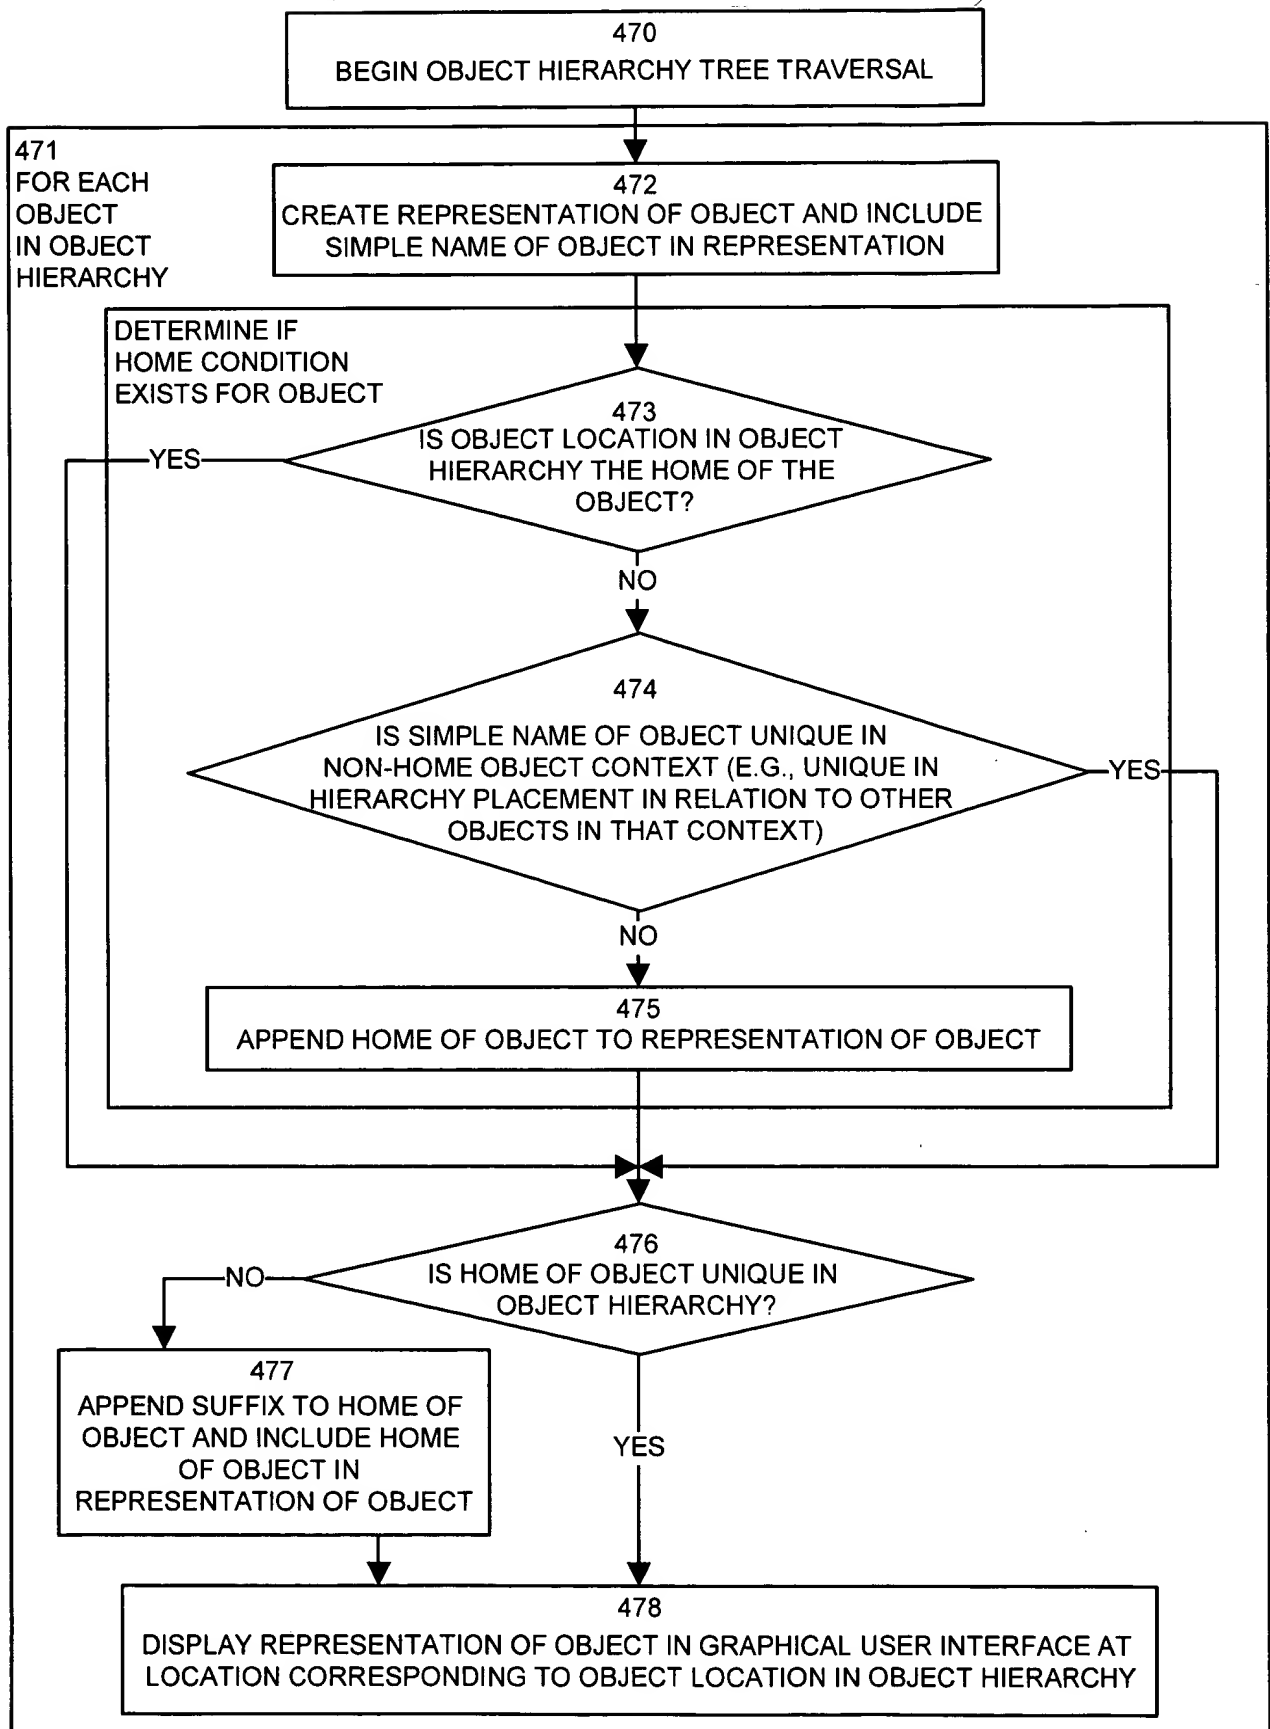 470
BEGIN OBJECT HIERARCHY TREE TRAVERSAL
471
FOR EACH
OBJECT
IN OBJECT
HIERARCHY
472
CREATE REPRESENTATION OF OBJECT AND INCLUDE
SIMPLE NAME OF OBJECT IN REPRESENTATION
DETERMINE IF
HOME CONDITION
EXISTS FOR OBJECT
473
IS OBJECT LOCATION IN OBJECT
HIERARCHY THE HOME OF THE
OBJECT?
YES
NO
474
IS SIMPLE NAME OF OBJECT UNIQUE IN
NON-HOME OBJECT CONTEXT (E.G., UNIQUE IN
HIERARCHY PLACEMENT IN RELATION TO OTHER
OBJECTS IN THAT CONTEXT)
YES
NO
475
APPEND HOME OF OBJECT TO REPRESENTATION OF OBJECT
476
IS HOME OF OBJECT UNIQUE IN
OBJECT HIERARCHY?
NO
477
APPEND SUFFIX TO HOME OF
OBJECT AND INCLUDE HOME
OF OBJECT IN
REPRESENTATION OF OBJECT
YES
478
DISPLAY REPRESENTATION OF OBJECT IN GRAPHICAL USER INTERFACE AT
LOCATION CORRESPONDING TO OBJECT LOCATION IN OBJECT HIERARCHY